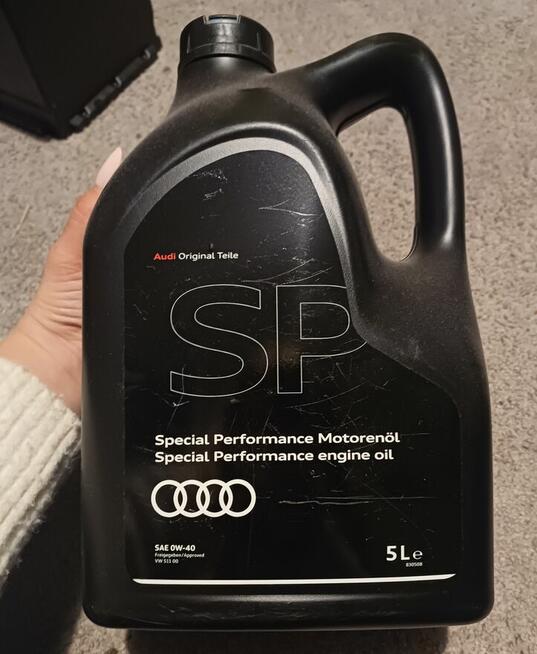 Audi Original Teile
SP
Special Performance Motorenöl
Special Performance engine oil
SAE 0W-40
Freigegeben/Approved
VW 511 00
5 L e
830508